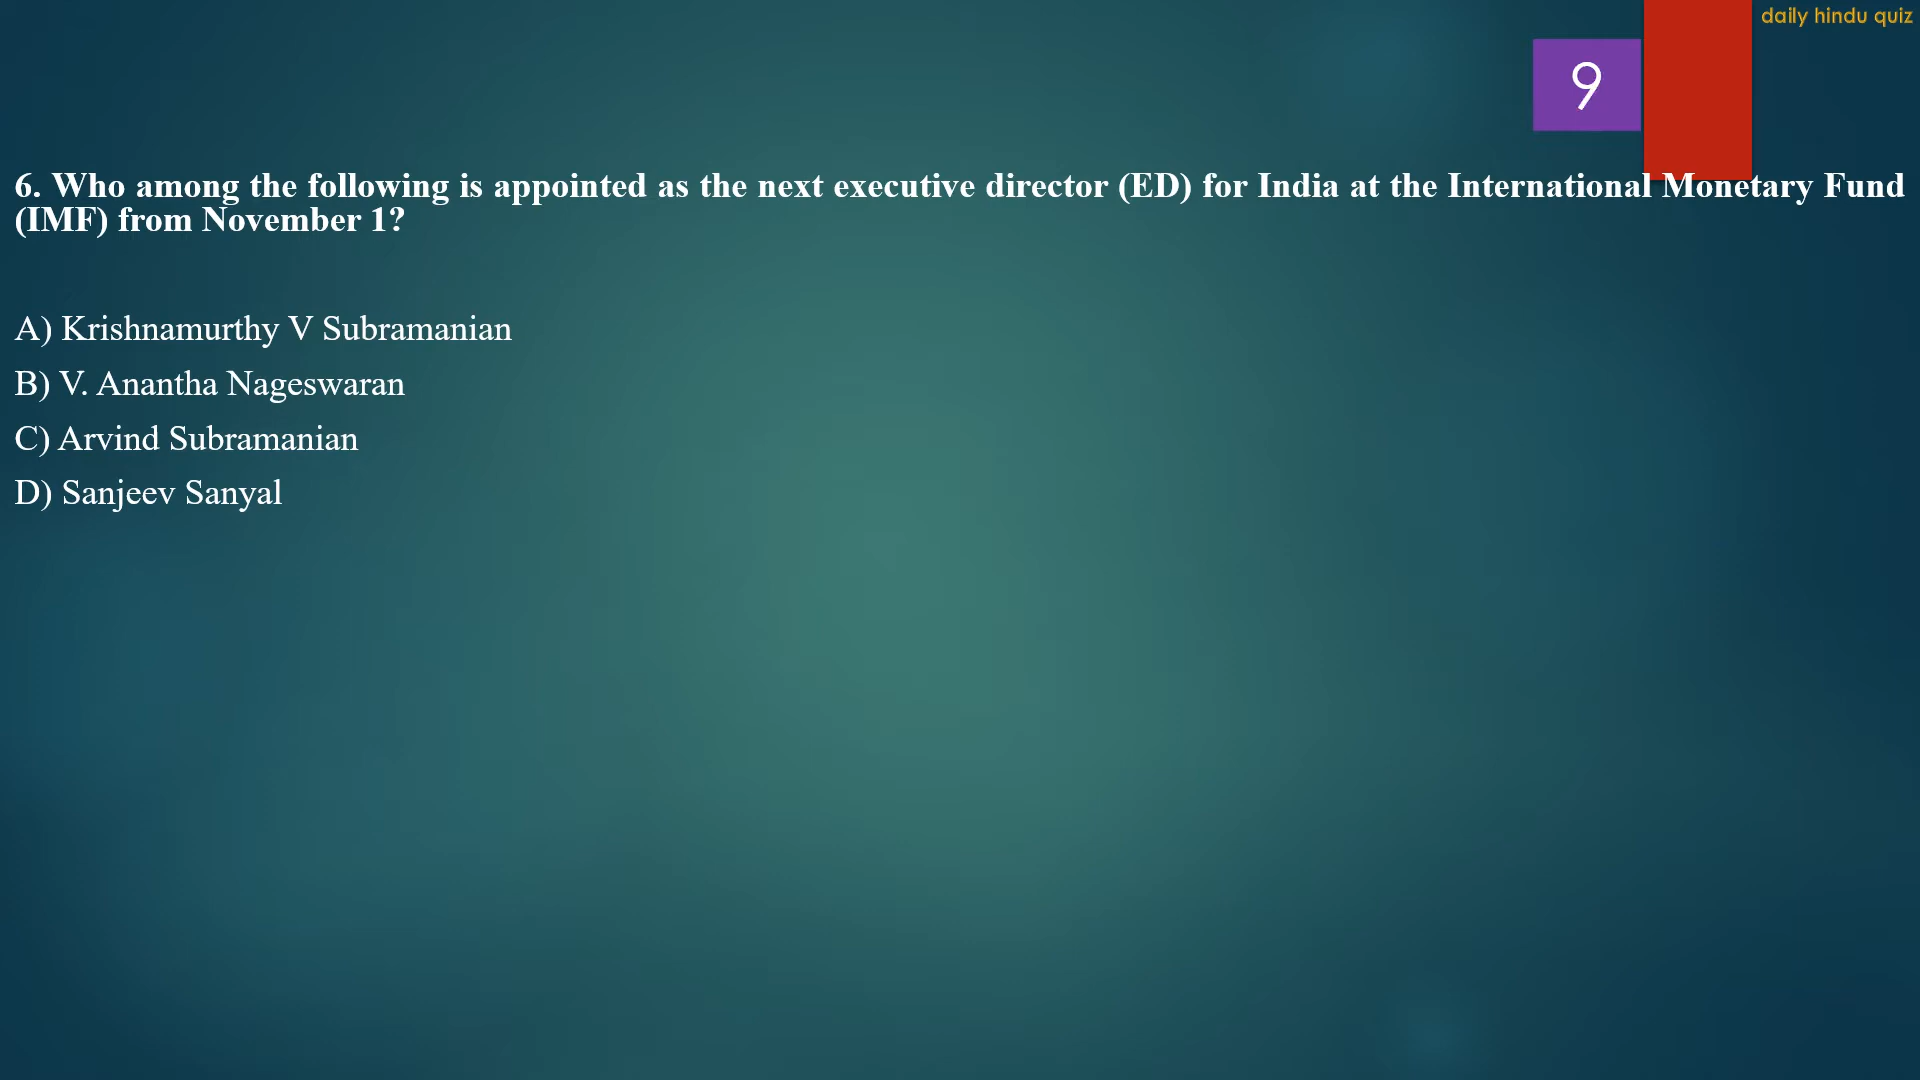 daily hindu quiz
9
6. Who among the following is appointed as the next executive director (ED) for India at the International Monetary Fund
(IMF) from November 1?
A) Krishnamurthy V Subramanian
B) V. Anantha Nageswaran
C) Arvind Subramanian
D) Sanjeev Sanyal